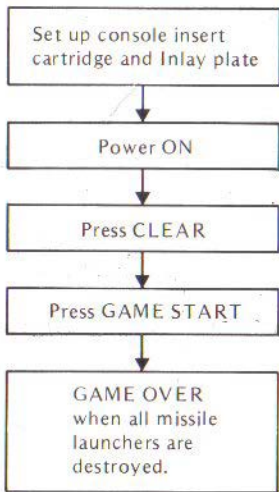 Set up console insert
cartridge and Inlay plate
Power ON
Press CLEAR
Press GAME START
GAME OVER
when all missile
launchers are
destroyed.